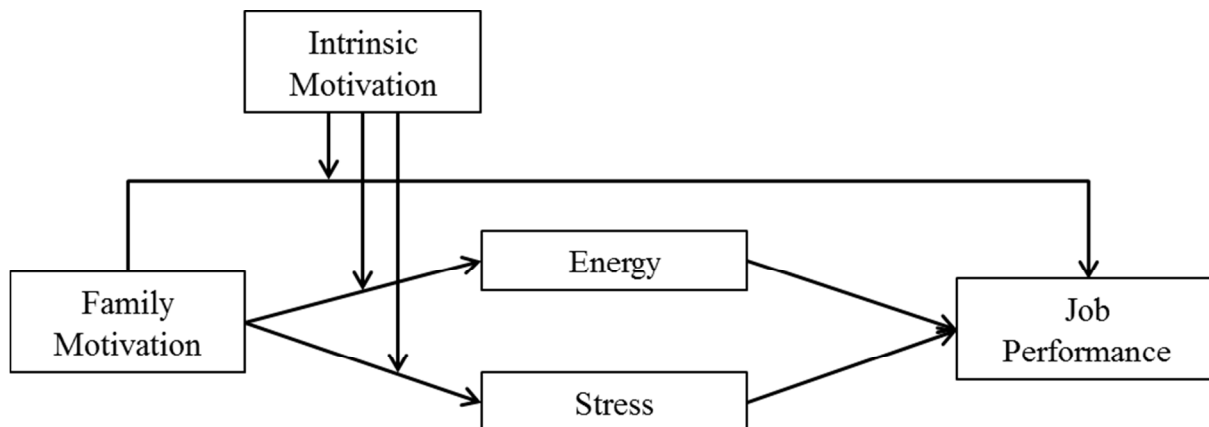 Intrinsic
Motivation
Energy
Family
Motivation
Job
Performance
Stress